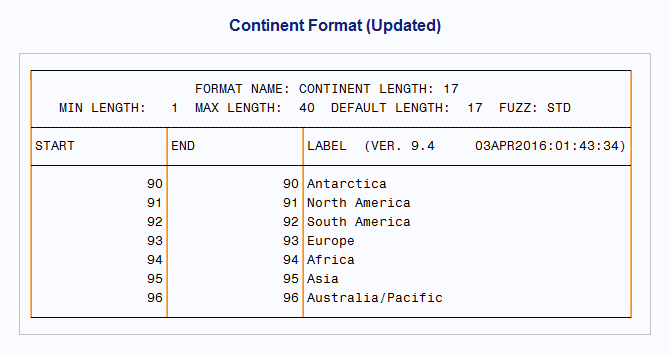 Continent Format (Updated)
FORMAT NAME: CONTINENT LENGTH: 17
MIN LENGTH: 1 MAX LENGTH: 40 DEFAULT LENGTH: 17 FUZZ: STD
START END LABEL (VER. 9.4 03APR2016:01:43:34)
90 90 Antarctica
91 91 North America
92 92 South America
93 93 Europe
94 94 Africa
95 95 Asia
96 96 Australia/Pacific